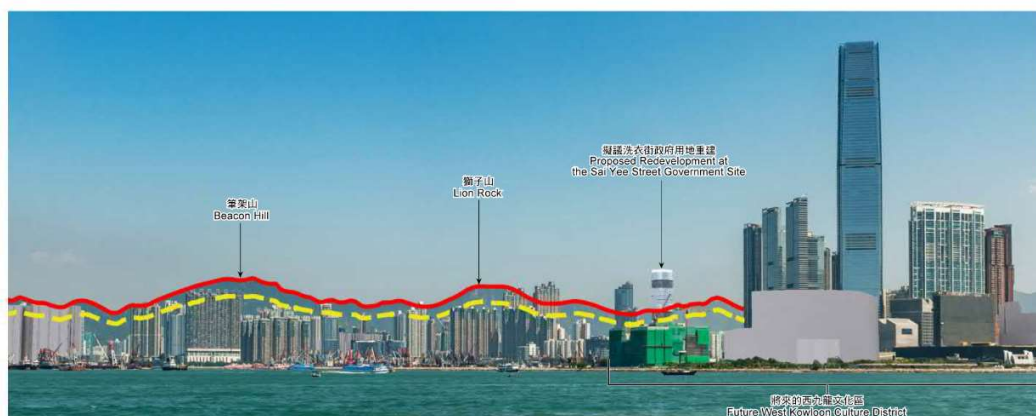 擬議洗衣街政府用地重建
Proposed Redevelopment at
the Sai Yee Street Government Site
獅子山
Lion Rock
筆架山
Beacon Hill
將來的西九龍文化區
Future West Kowloon Culture District